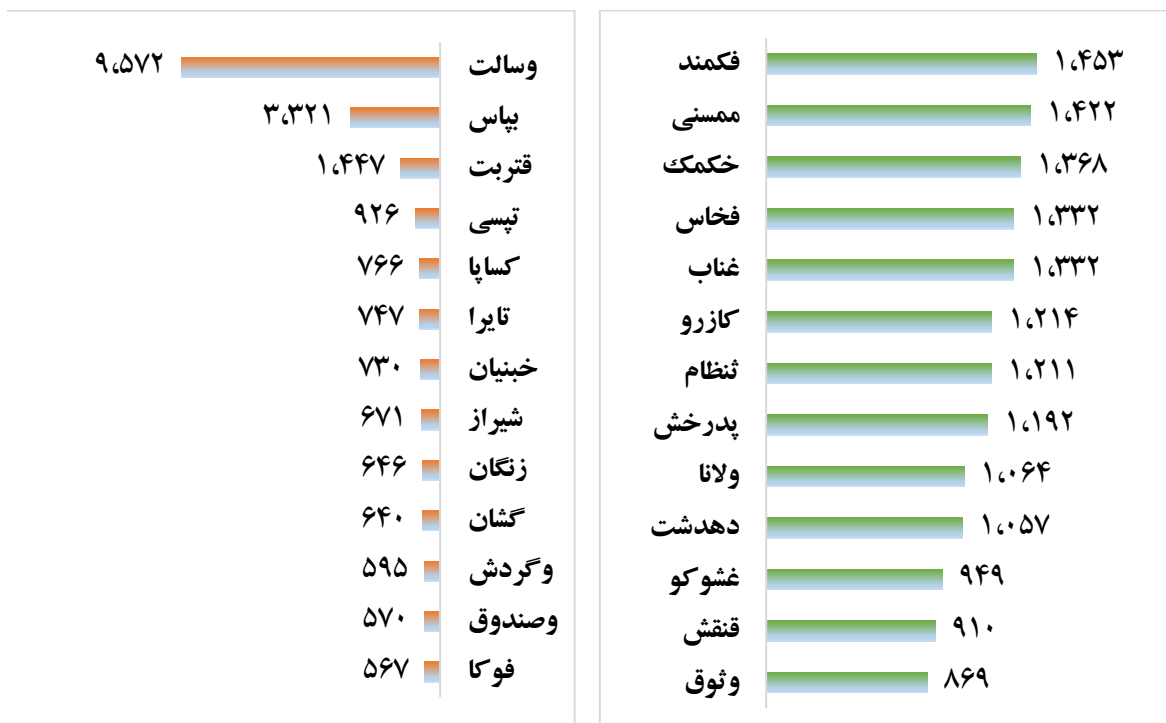 فکمند ۱،۴۵۳
ممسنی ۱،۴۲۲
خکمک ۱،۳۶۸
فخاس ۱،۳۳۲
غناب ۱،۳۳۲
کازرو ۱،۲۱۴
ثنظام ۱،۲۱۱
پدرخش ۱،۱۹۲
ولانا ۱،۰۶۴
دهدشت ۱،۰۵۷
غشوکو ۹۴۹
قنقش ۹۱۰
وثوق ۸۶۹
وسالت ۹،۵۷۲
بپاس ۳،۳۲۱
قتربت ۱،۴۴۷
تپسی ۹۲۶
کساپا ۷۶۶
تایرا ۷۴۷
خبنیان ۷۳۰
شیراز ۶۷۱
زنگان ۶۴۶
گشان ۶۴۰
وگردش ۵۹۵
وصندوق ۵۷۰
فوکا ۵۶۷